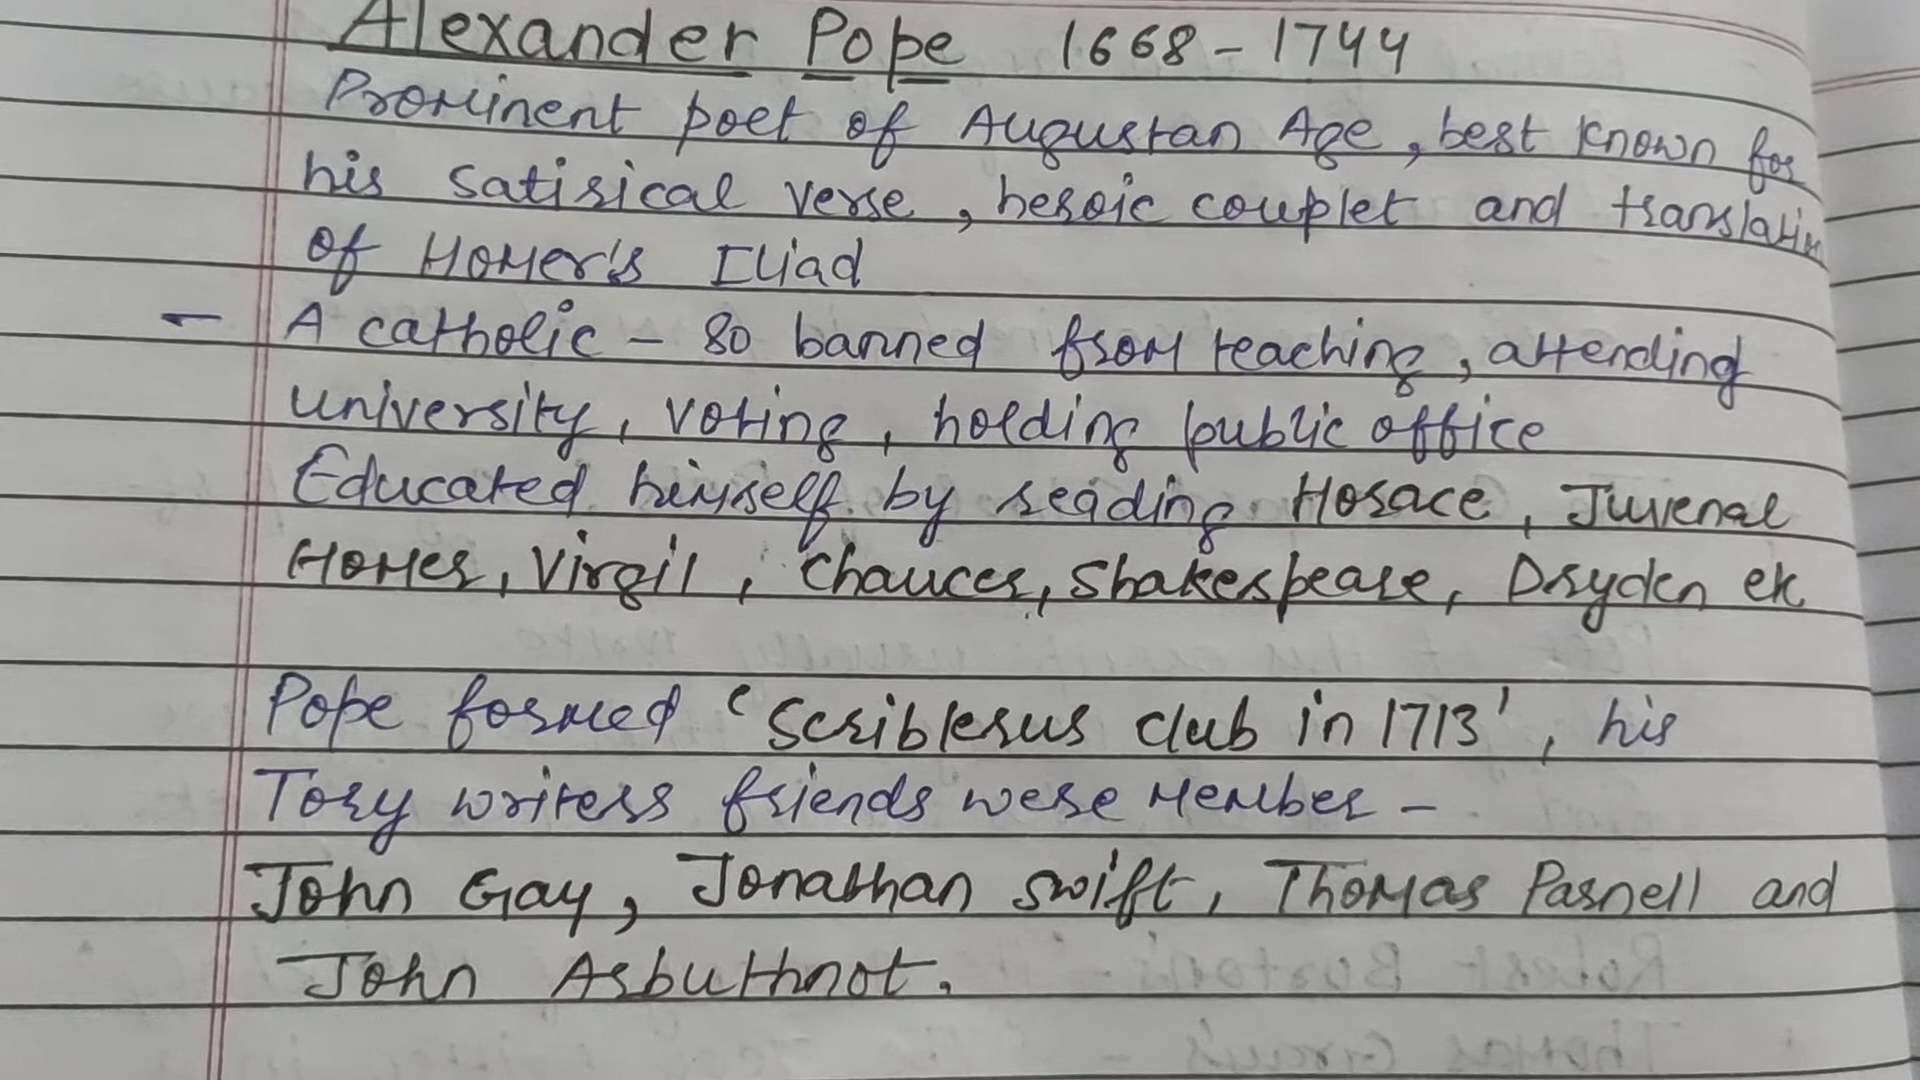 Alexander Pope 1668-1744
Prominent poet of Augustan Age, best known for
his satirical verse, heroic couplet and translation
of Homer's Iliad
- A catholic - so banned from teaching, attending
university, voting, holding public office
Educated himself by reading Horace, Juvenal
Homer, Virgil, Chaucer, Shakespeare, Dryden etc
Pope formed 'Scriblerus club in 1713', his
Tory writers friends were member -
John Gay, Jonathan swift, Thomas Parnell and
John Arbuthnot.